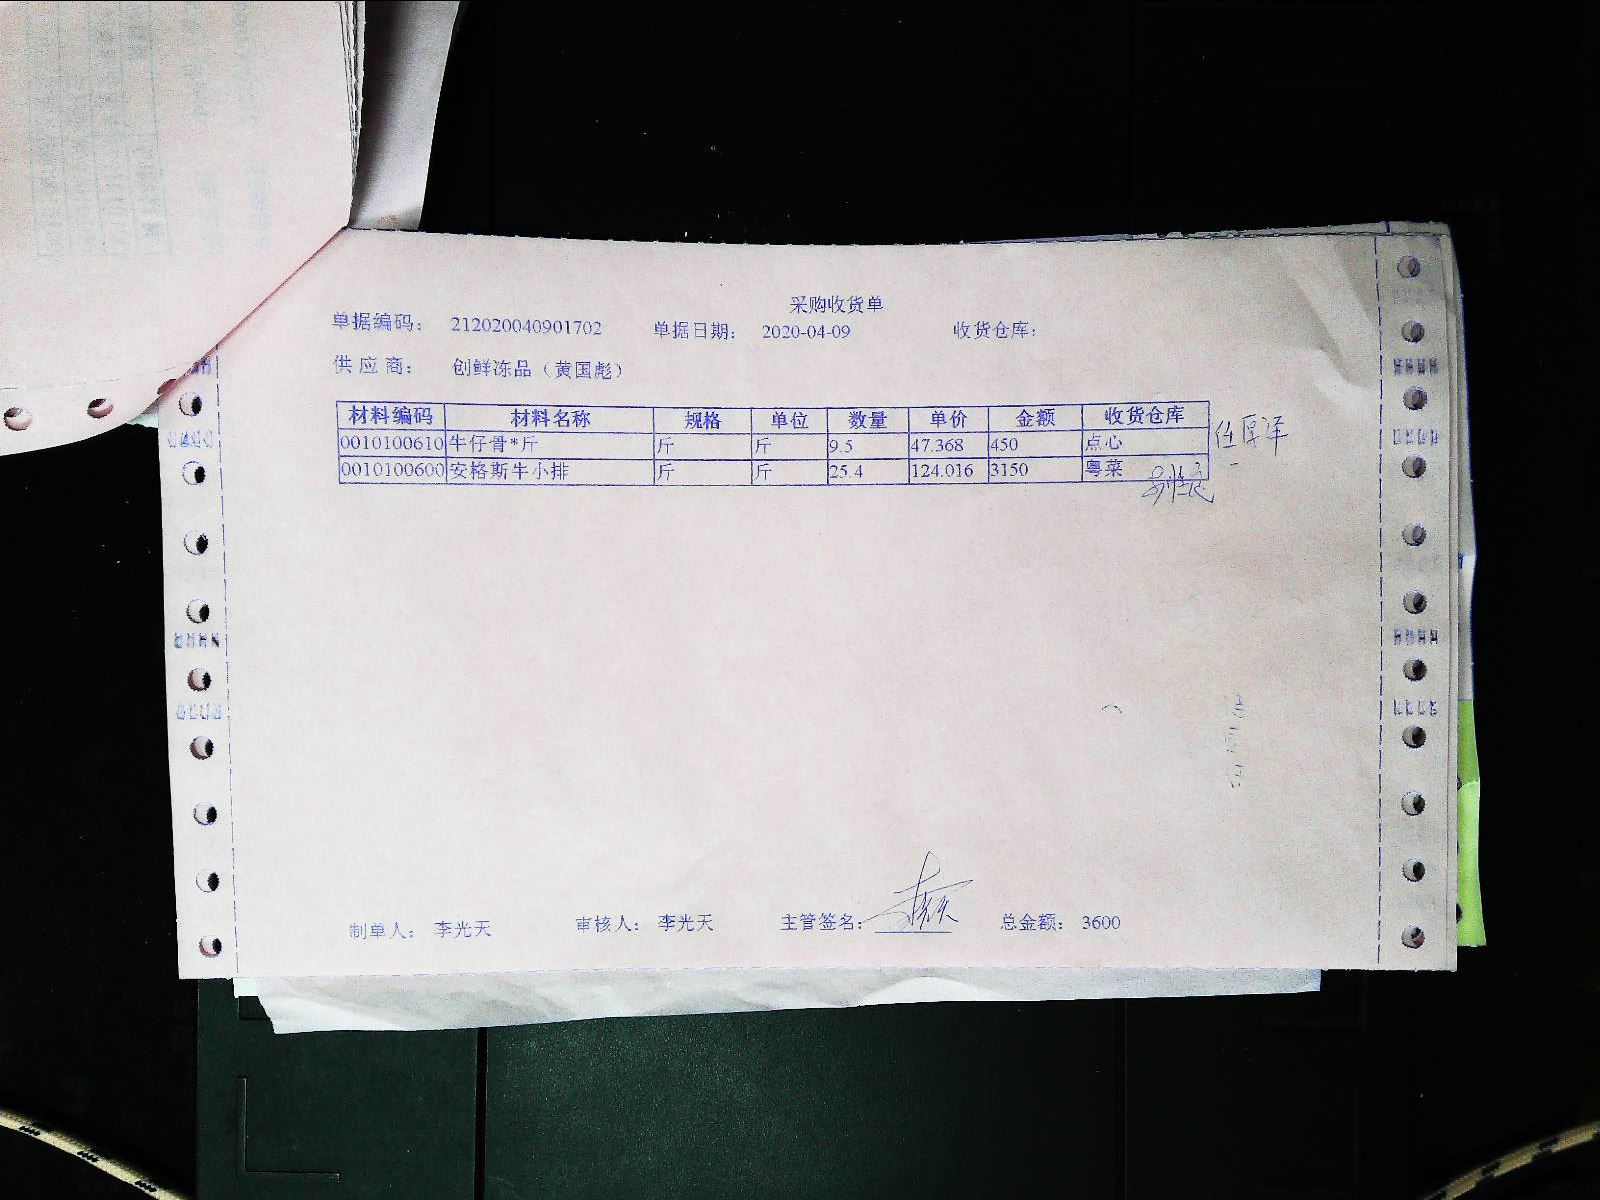 采购收货单
单据编码： 212020040901702 单据日期： 2020-04-09 收货仓库：
供应商： 创鲜冻品（黄国彪）
材料编码 材料名称 规格 单位 数量 单价 金额 收货仓库
0010100610 牛仔骨*斤 斤 斤 9.5 47.368 450 点心
0010100600 安格斯牛小排 斤 斤 25.4 124.016 3150 粤菜
制单人： 李光天 审核人： 李光天 主管签名： 总金额： 3600